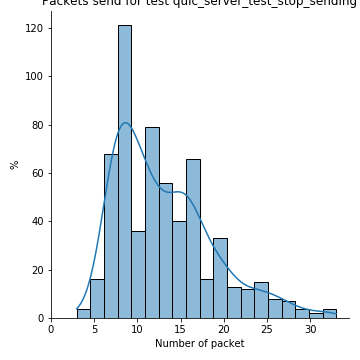 Packets send for test quic_server_test_stop_sending
120
100
80
60
40
20
0
%
0 5 10 15 20 25 30
Number of packet